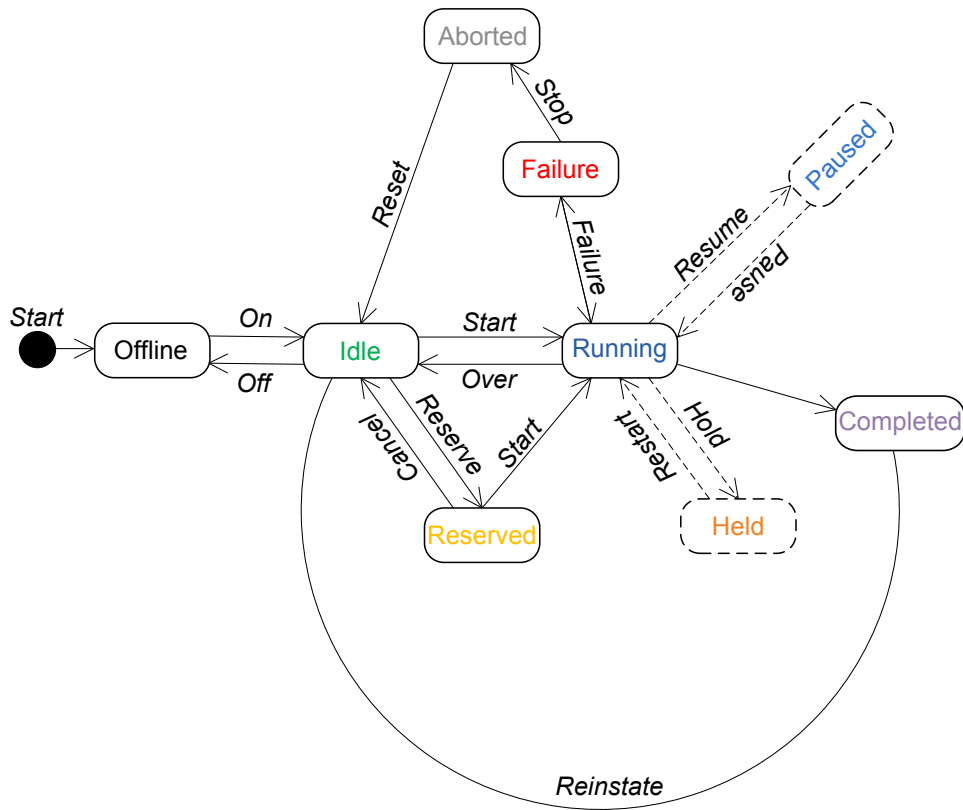 Aborted
Stop
Failure
Paused
Reset
Failure
Resume
Pause
Start
Offline
On
Off
Idle
Start
Over
Running
Completed
Cancel
Reserve
Start
Restart
Hold
Reserved
Held
Reinstate